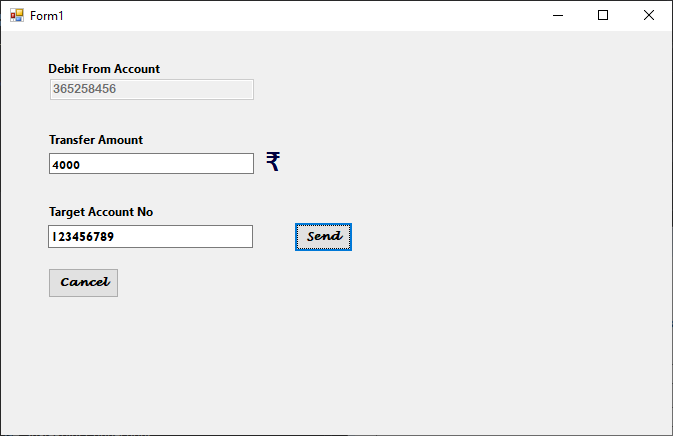 Form1
Debit From Account
365258456
Transfer Amount
4000 ₹
Target Account No
123456789 Send
Cancel